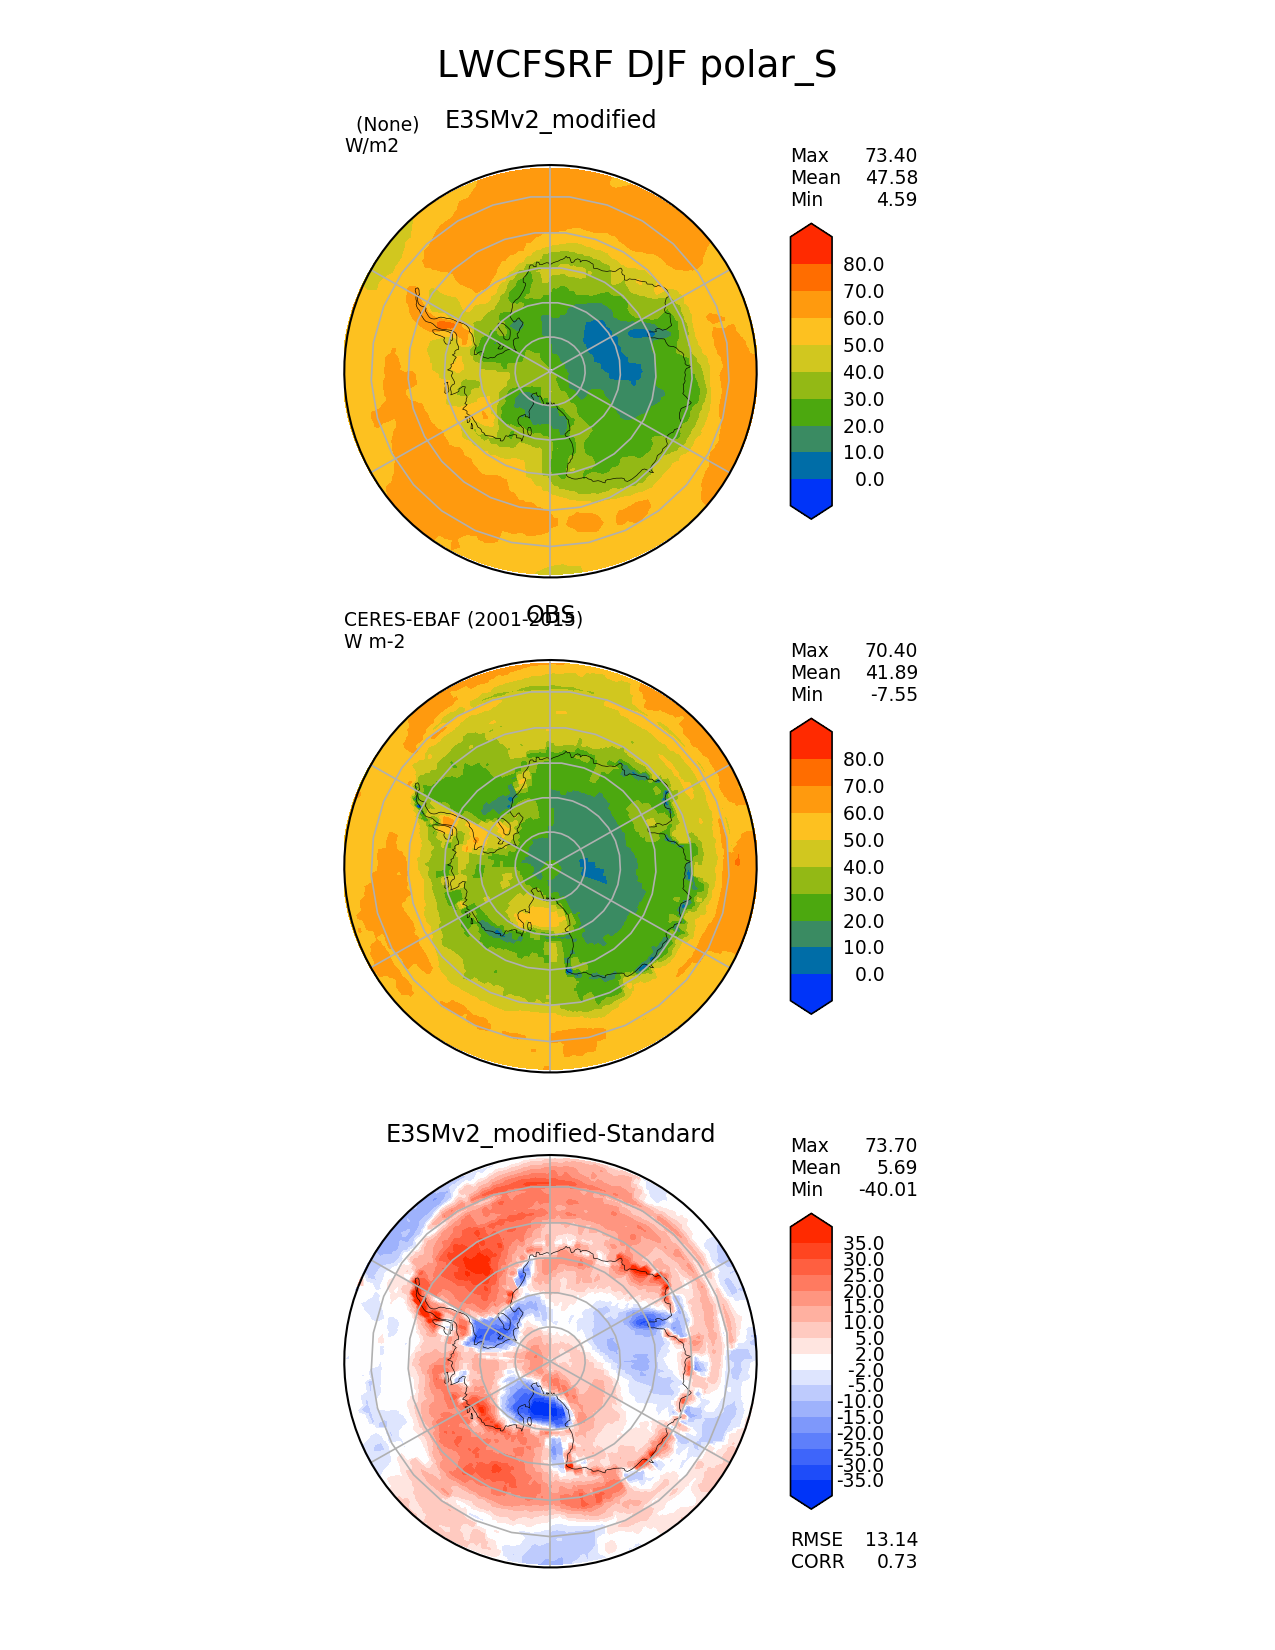 LWCFSRF DJF polar_S
(None)
E3SMv2_modified
W/m2
Max 73.40
Mean 47.58
Min 4.59
80.0
70.0
60.0
50.0
40.0
30.0
20.0
10.0
0.0
OBS
CERES-EBAF (2001-2015)
W m-2
Max 70.40
Mean 41.89
Min -7.55
80.0
70.0
60.0
50.0
40.0
30.0
20.0
10.0
0.0
E3SMv2_modified-Standard
Max 73.70
Mean 5.69
Min -40.01
35.0
30.0
25.0
20.0
15.0
10.0
5.0
2.0
-2.0
-5.0
-10.0
-15.0
-20.0
-25.0
-30.0
-35.0
RMSE 13.14
CORR 0.73